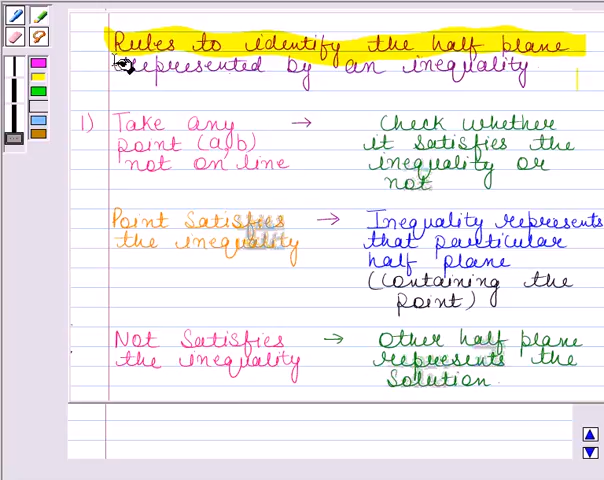 Rules to identify the half plane
represented by an inequality
1) Take any → Check whether
point (a,b) it satisfies the
not on line inequality or
not
Point Satisfies → Inequality represents
the inequality that particular
half plane
(Containing the
point)
Not Satisfies → Other half plane
the inequality represents the
Solution.